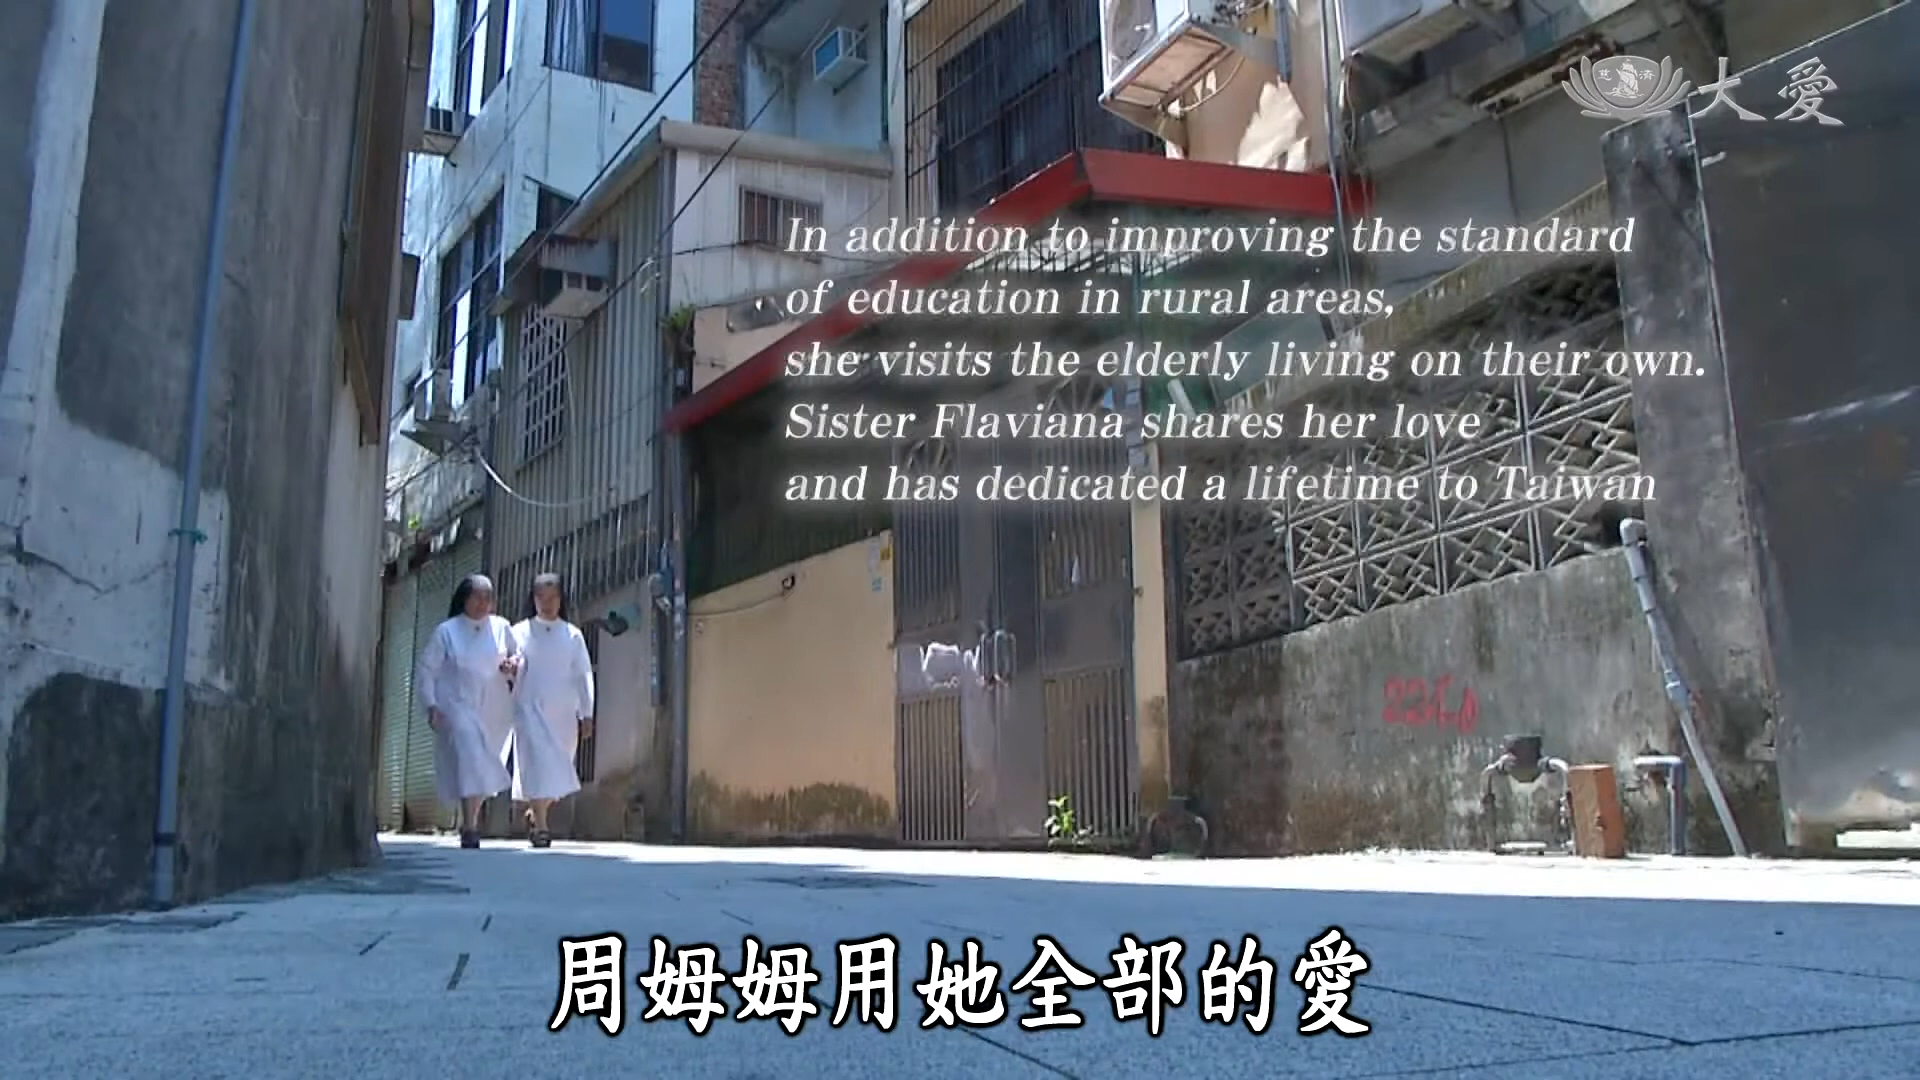 慈濟 大愛
In addition to improving the standard
of education in rural areas,
she visits the elderly living on their own.
Sister Flaviana shares her love
and has dedicated a lifetime to Taiwan
周姆姆用她全部的愛